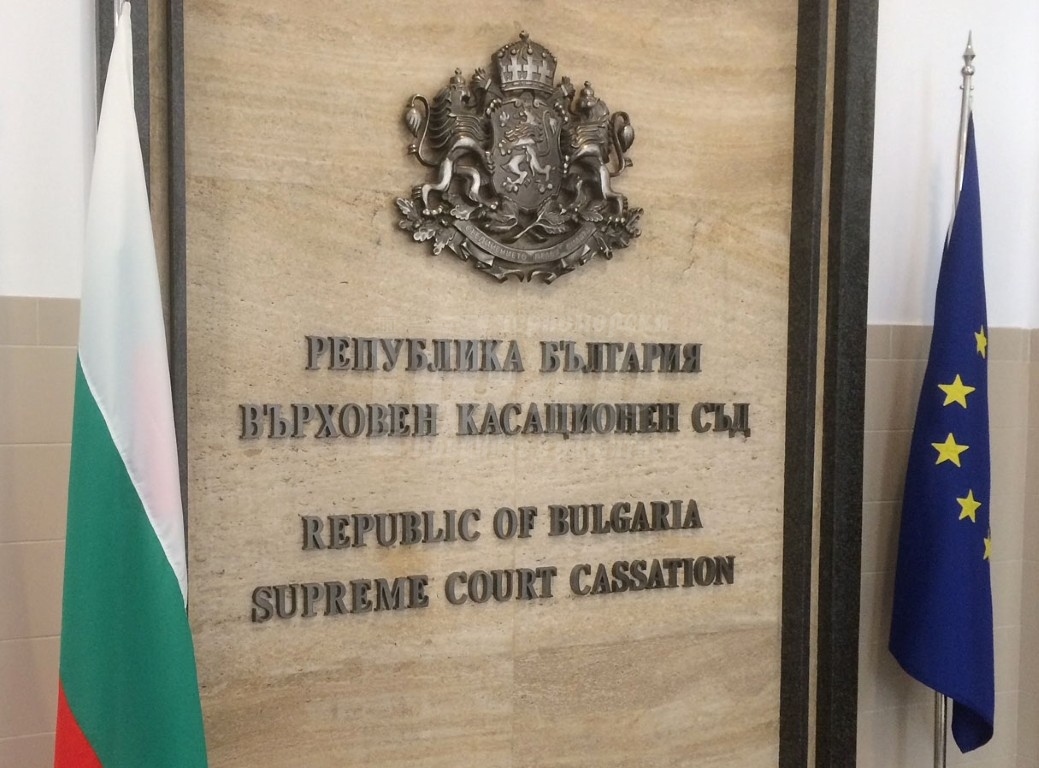 РЕПУБЛИКА БЪЛГАРИЯ
ВЪРХОВЕН КАСАЦИОНЕН СЪД
REPUBLIC OF BULGARIA
SUPREME COURT CASSATION